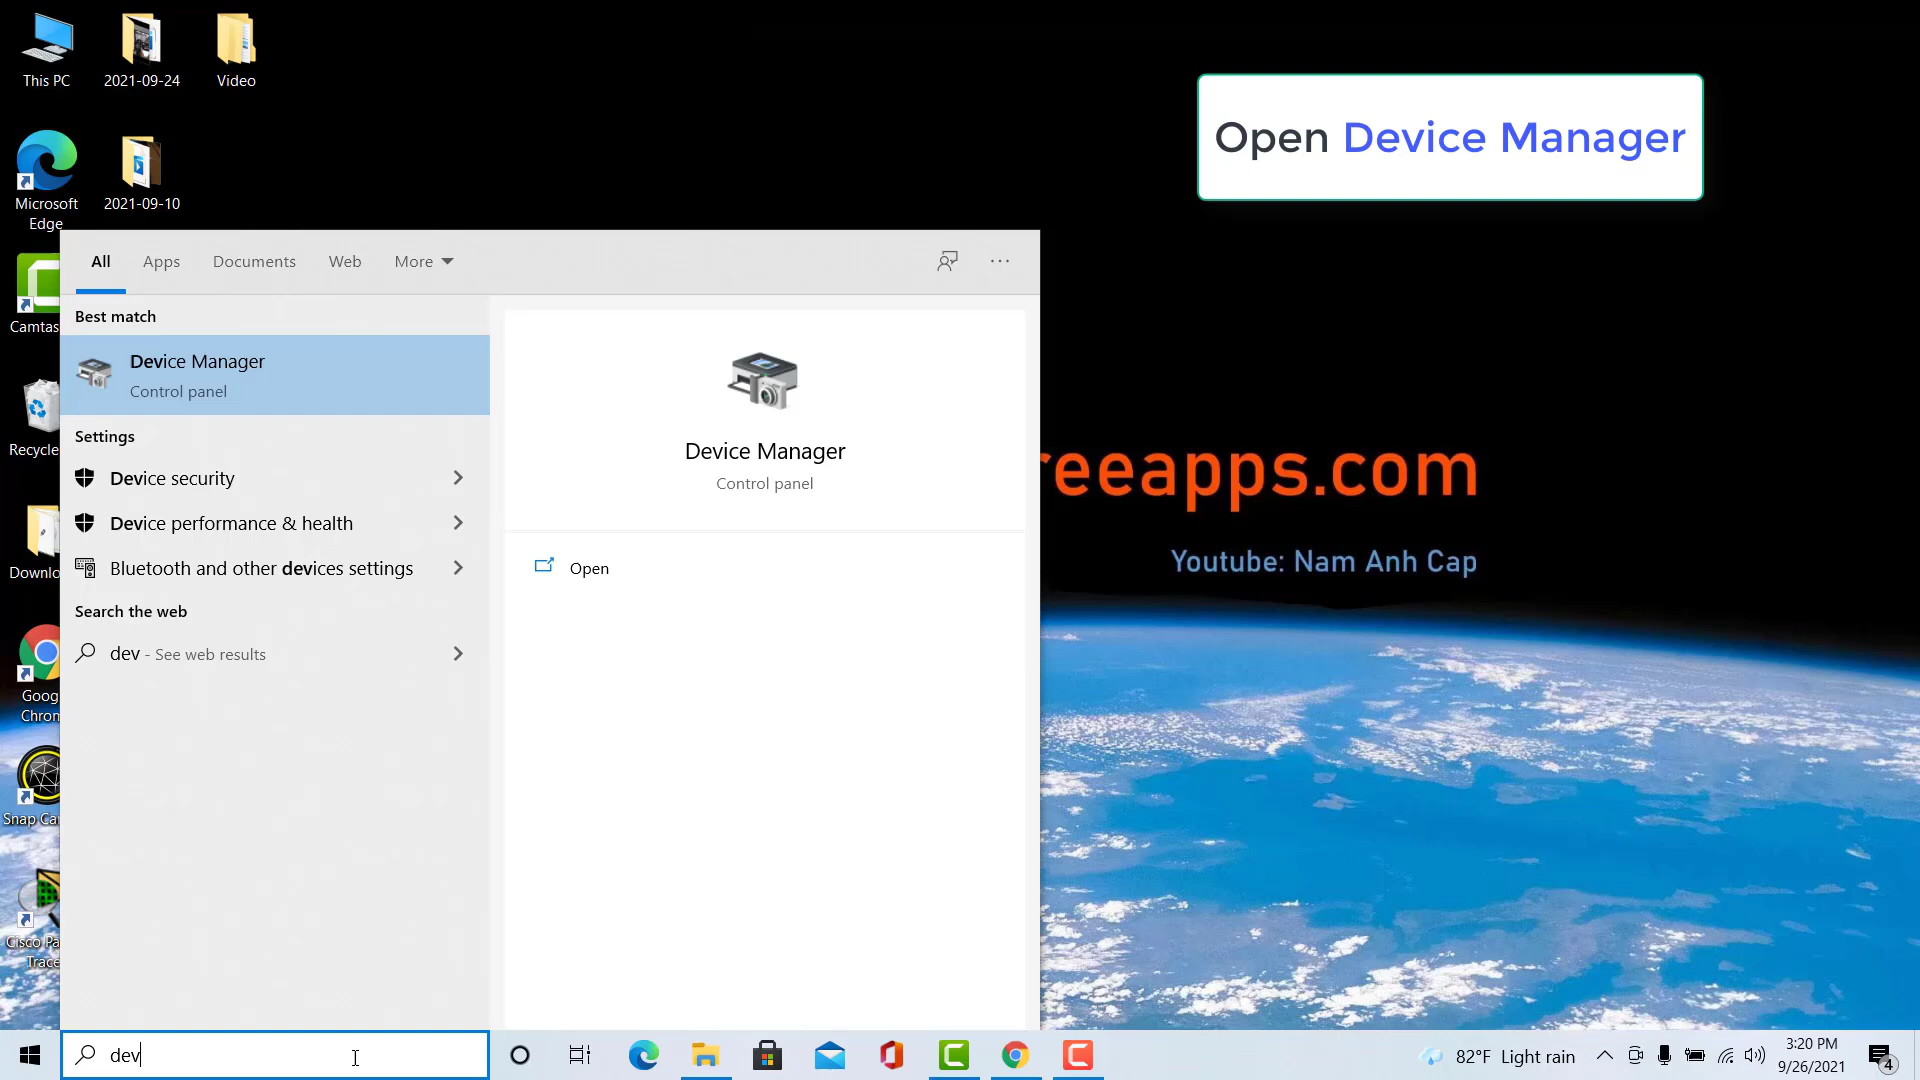 This PC
2021-09-24
Video
Microsoft
Edge
2021-09-10
Open Device Manager
All
Apps
Documents
Web
More
Best match
Device Manager
Control panel
Settings
Device security
Device performance & health
Bluetooth and other devices settings
Search the web
dev - See web results
Device Manager
Control panel
Open
Camtas
Recycle
Downlo
Goog
Chrom
Snap Ca
Cisco Pa
Trace
reeapps.com
Youtube: Nam Anh Cap
dev
82°F Light rain
3:20 PM
9/26/2021
4